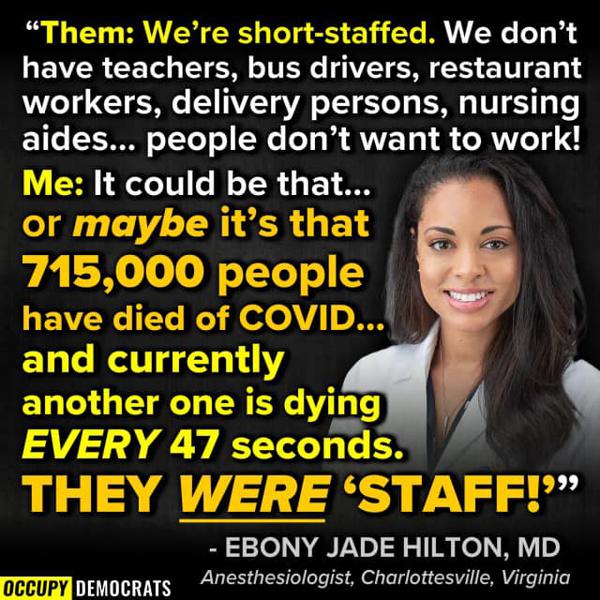 “Them: We’re short-staffed. We don’t
have teachers, bus drivers, restaurant
workers, delivery persons, nursing
aides... people don’t want to work!
Me: It could be that...
or maybe it’s that
715,000 people
have died of COVID...
and currently
another one is dying
EVERY 47 seconds.
THEY WERE ‘STAFF!’”
- EBONY JADE HILTON, MD
Anesthesiologist, Charlottesville, Virginia
OCCUPY DEMOCRATS